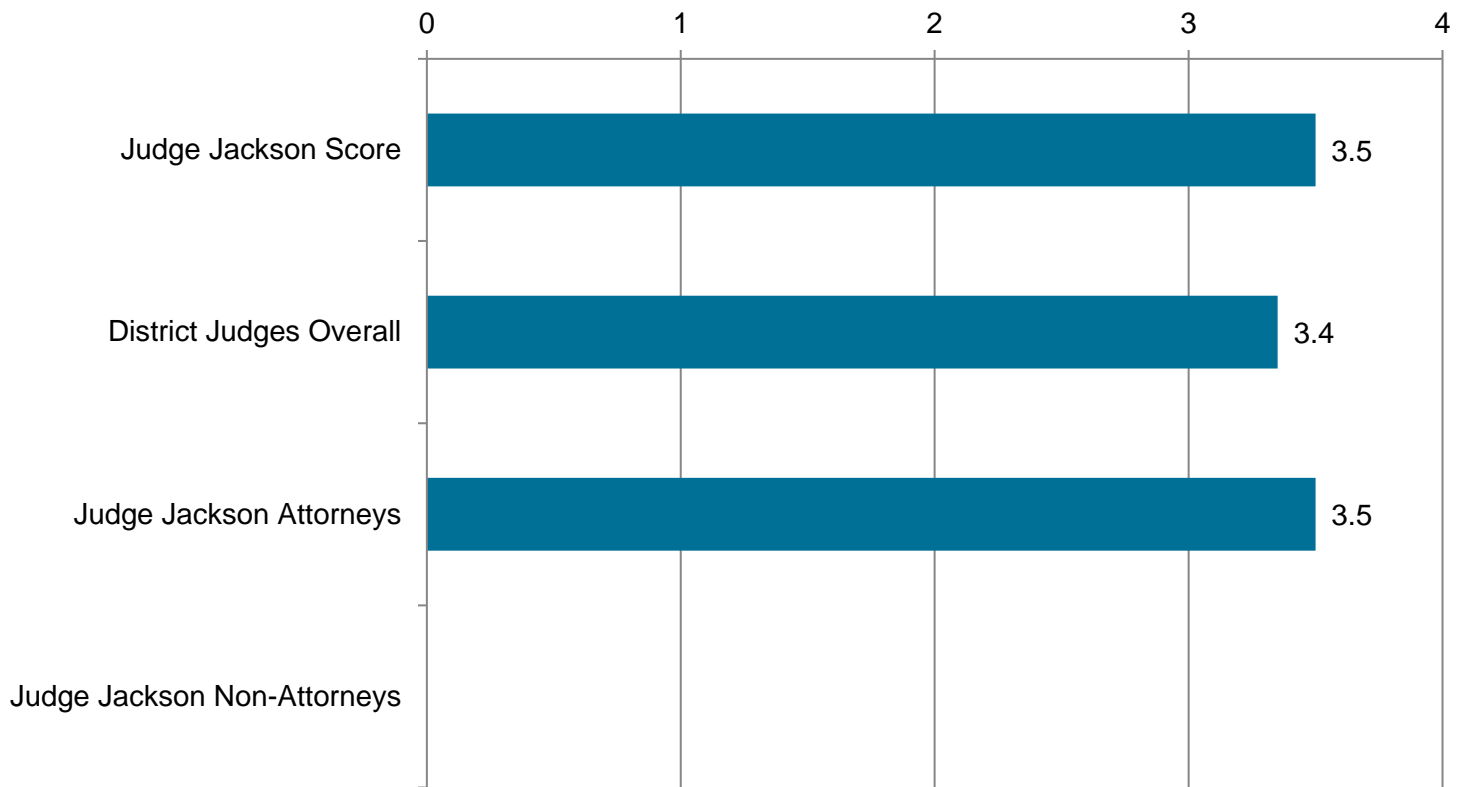 0 1 2 3 4
Judge Jackson Score 3.5
District Judges Overall 3.4
Judge Jackson Attorneys 3.5
Judge Jackson Non-Attorneys